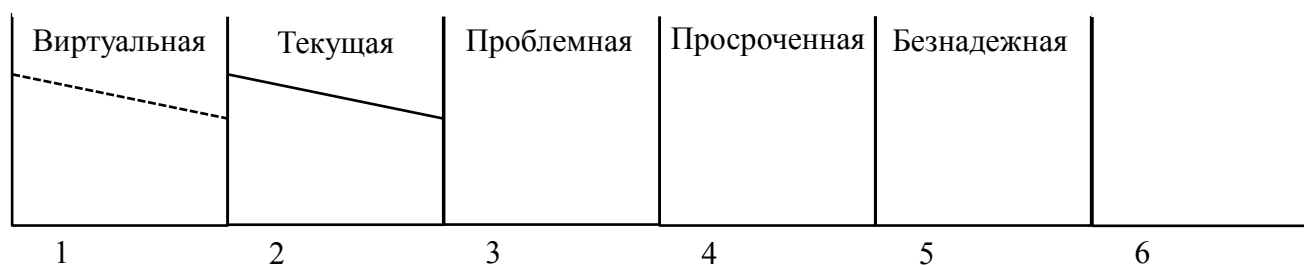 Виртуальная Текущая Проблемная Просроченная Безнадежная
1 2 3 4 5 6